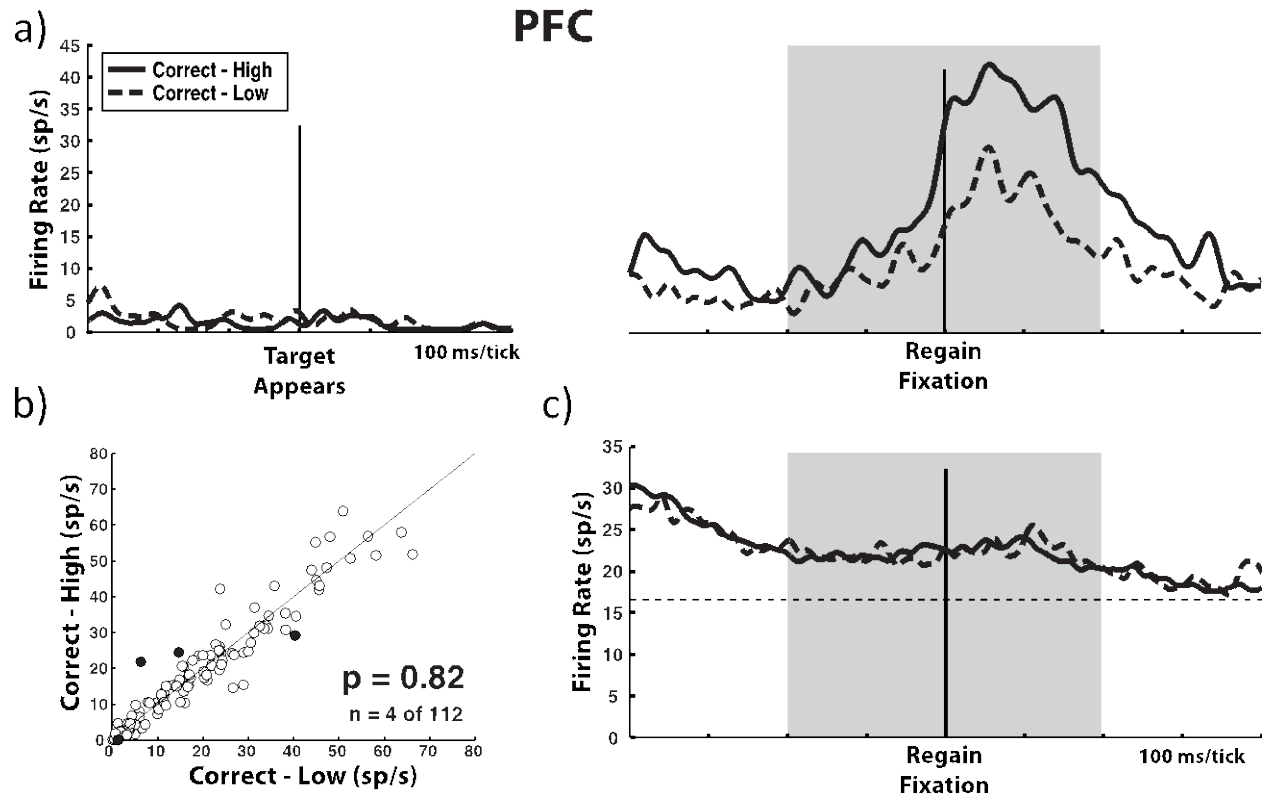 a)
PFC
45
40
35
30
25
20
15
10
5
0
Firing Rate (sp/s)
Correct - High
Correct - Low
Target
Appears
100 ms/tick
Regain
Fixation
b)
80
70
60
50
40
30
20
10
0
Correct - High (sp/s)
p = 0.82
n = 4 of 112
0 10 20 30 40 50 60 70 80
Correct - Low (sp/s)
c)
35
30
25
20
15
10
5
0
Firing Rate (sp/s)
Regain
Fixation
100 ms/tick